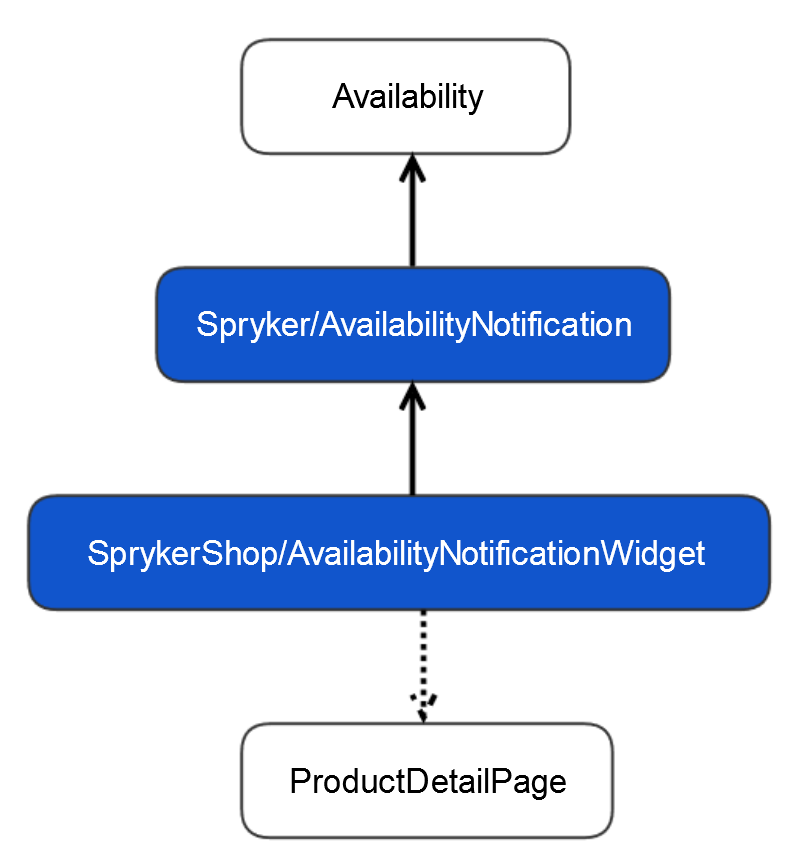 Availability
Spryker/AvailabilityNotification
SprykerShop/AvailabilityNotificationWidget
ProductDetailPage